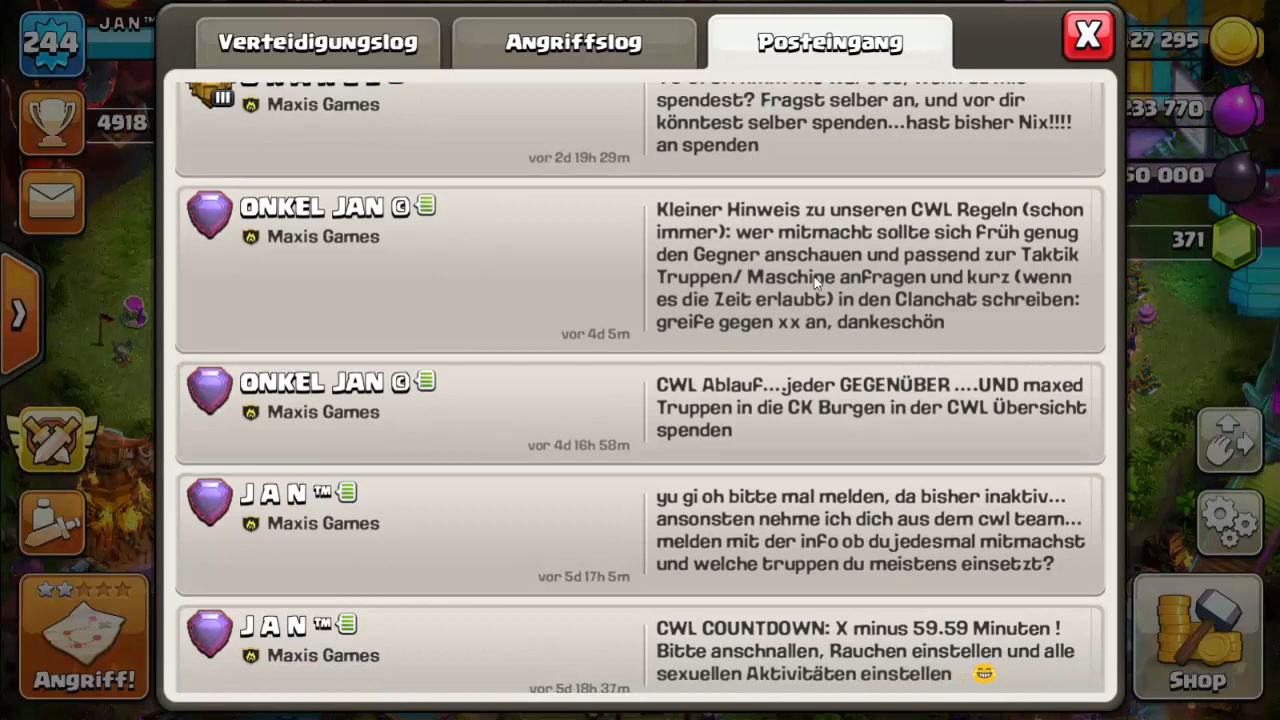 JAN™
244
4918
Verteidigungslog
Angriffslog
Posteingang
X
27 295
233 770
50 000
371
III
Maxis Games
vor 2d 19h 29m
spendest? Fragst selber an, und vor dir
könntest selber spenden...hast bisher Nix!!!!
an spenden
ONKEL JAN ©
Maxis Games
vor 4d 5m
Kleiner Hinweis zu unseren CWL Regeln (schon
immer): wer mitmacht sollte sich früh genug
den Gegner anschauen und passend zur Taktik
Truppen/ Maschine anfragen und kurz (wenn
es die Zeit erlaubt) in den Clanchat schreiben:
greife gegen xx an, dankeschön
ONKEL JAN ©
Maxis Games
vor 4d 16h 58m
CWL Ablauf....jeder GEGENÜBER ....UND maxed
Truppen in die CK Burgen in der CWL Übersicht
spenden
J A N ™
Maxis Games
vor 5d 17h 5m
yu gi oh bitte mal melden, da bisher inaktiv...
ansonsten nehme ich dich aus dem cwl team...
melden mit der info ob du jedesmal mitmachst
und welche truppen du meistens einsetzt?
J A N ™
Maxis Games
vor 5d 18h 37m
CWL COUNTDOWN: X minus 59.59 Minuten !
Bitte anschnallen, Rauchen einstellen und alle
sexuellen Aktivitäten einstellen 😂
Angriff!
Shop